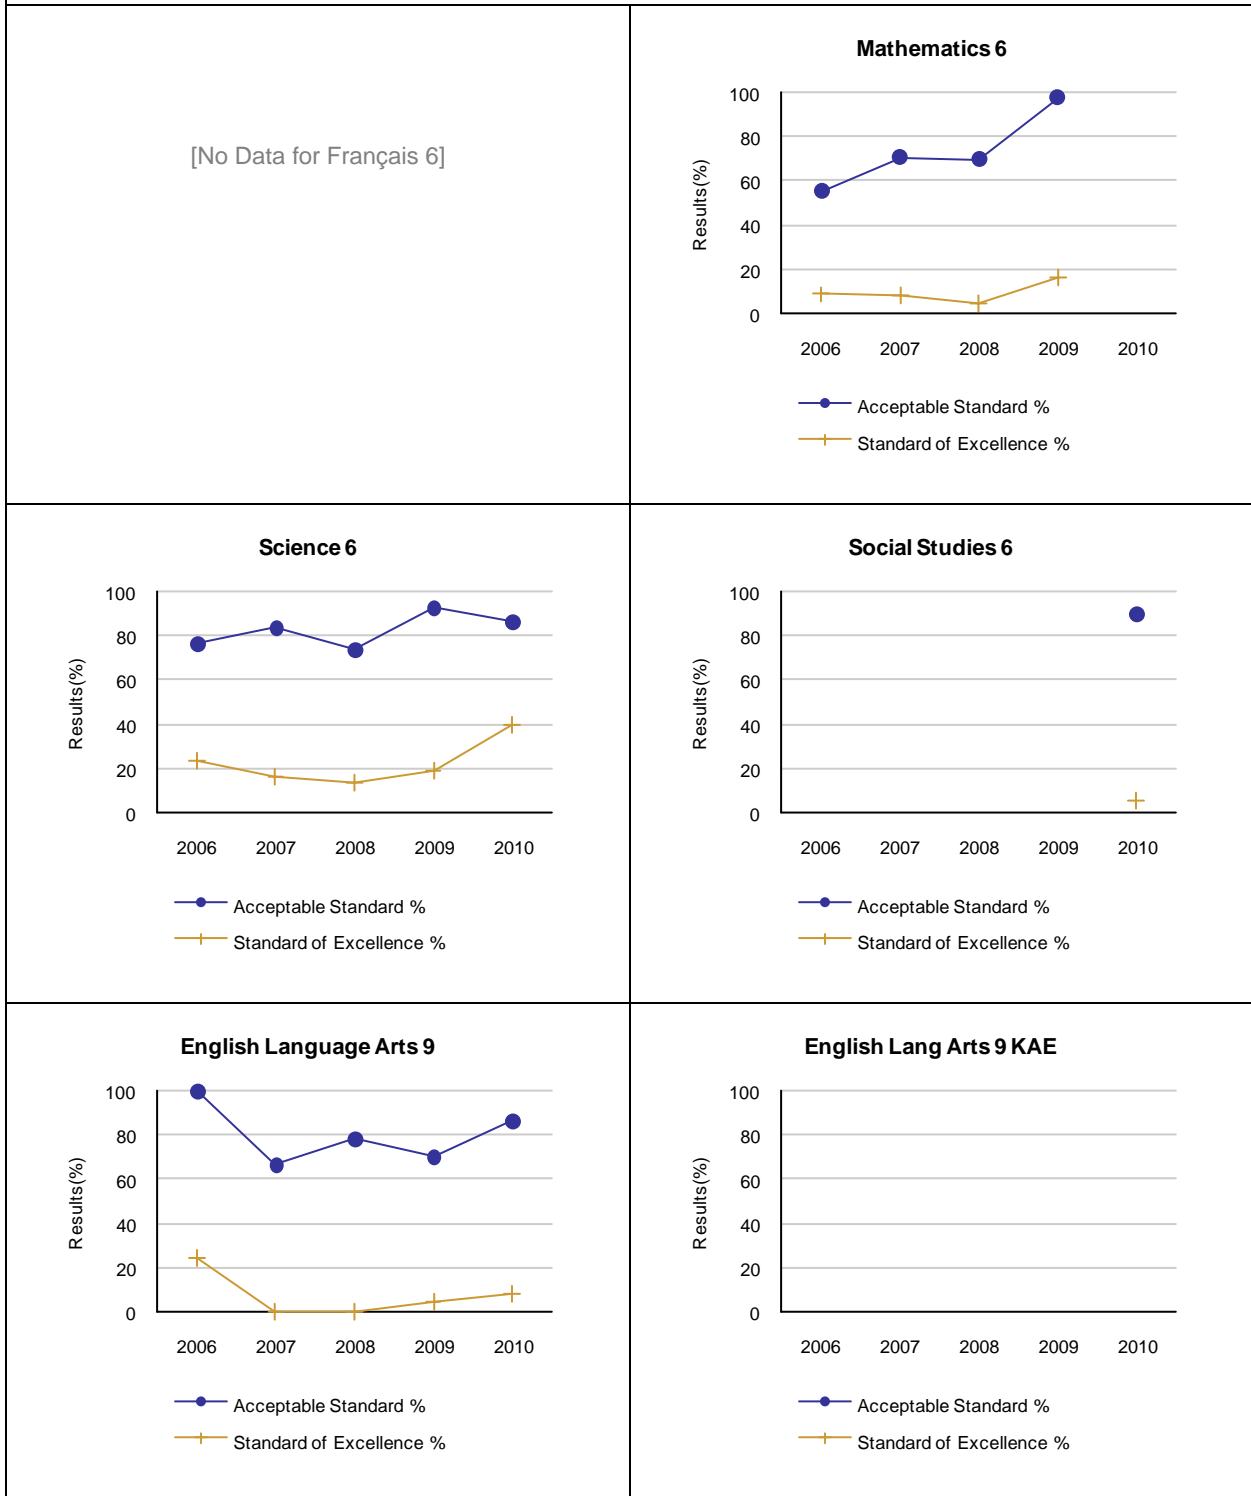 [No Data for Français 6]
Mathematics 6
Results(%)
100
80
60
40
20
0
2006 2007 2008 2009 2010
Acceptable Standard %
Standard of Excellence %
Science 6
Results(%)
100
80
60
40
20
0
2006 2007 2008 2009 2010
Acceptable Standard %
Standard of Excellence %
Social Studies 6
Results(%)
100
80
60
40
20
0
2006 2007 2008 2009 2010
Acceptable Standard %
Standard of Excellence %
English Language Arts 9
Results(%)
100
80
60
40
20
0
2006 2007 2008 2009 2010
Acceptable Standard %
Standard of Excellence %
English Lang Arts 9 KAE
Results(%)
100
80
60
40
20
0
2006 2007 2008 2009 2010
Acceptable Standard %
Standard of Excellence %